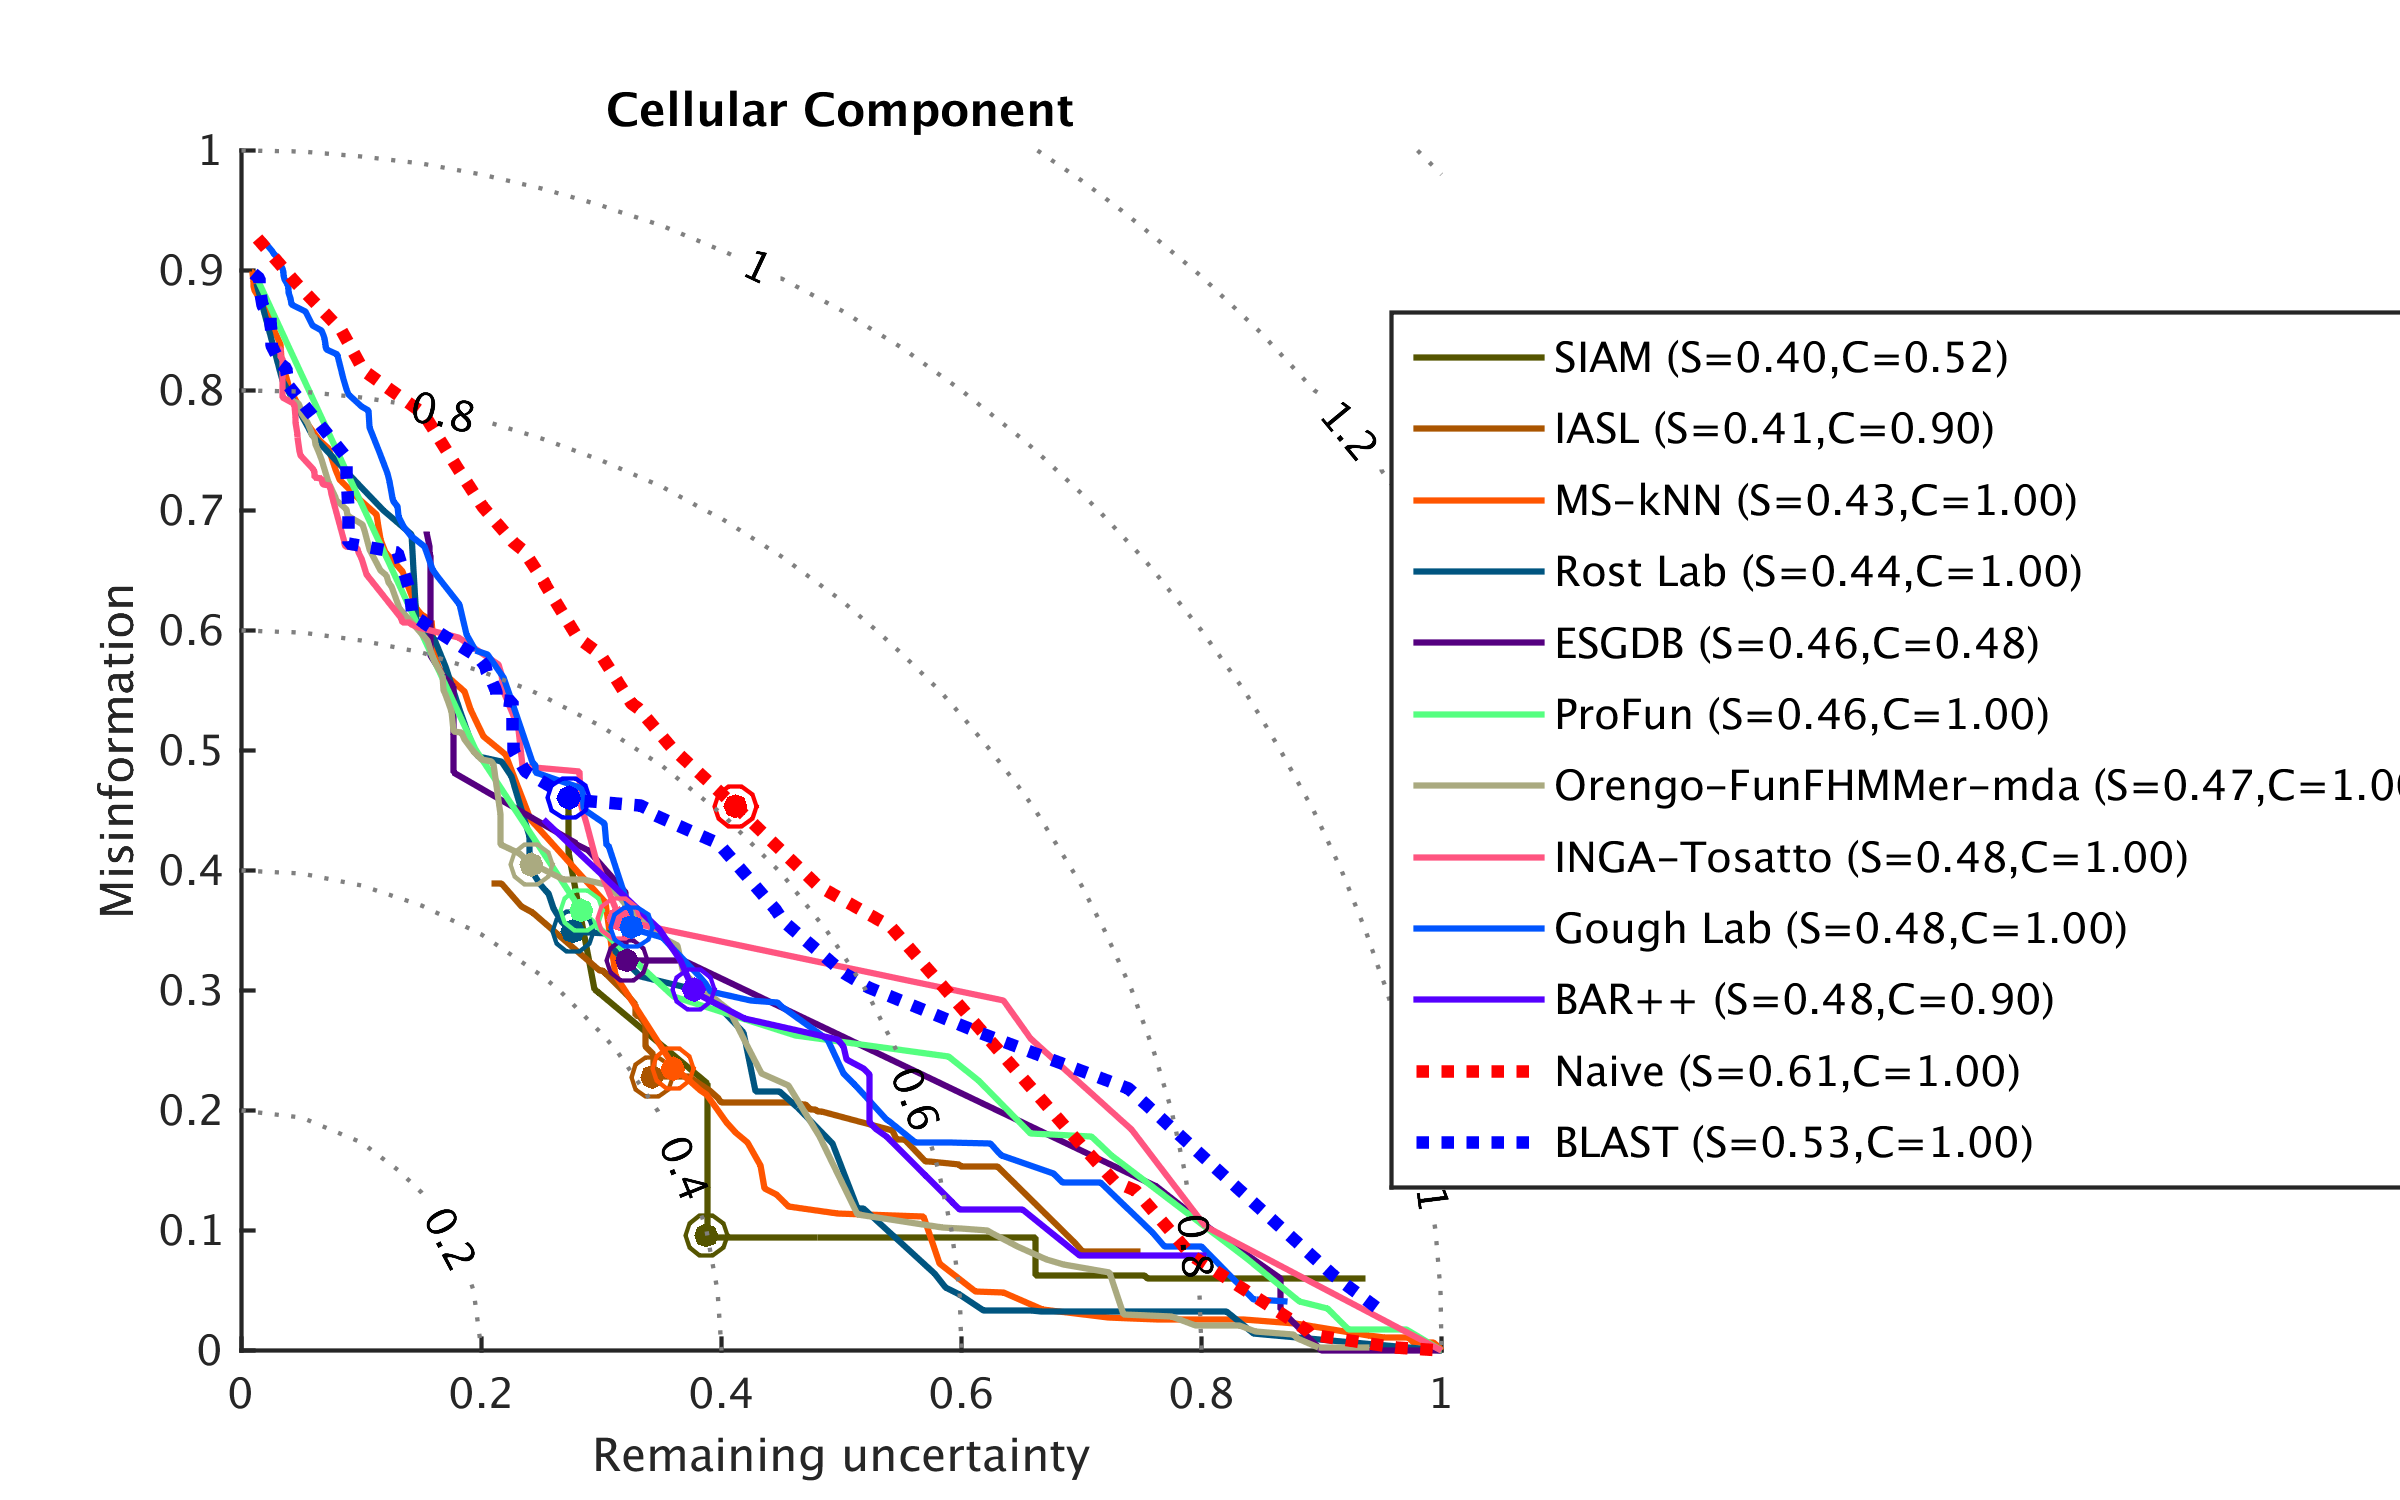 Cellular Component
1
0.9
0.8
0.7
0.6
0.5
0.4
0.3
0.2
0.1
0
Misinformation
0
0.2
0.4
0.6
0.8
1
Remaining uncertainty
1
1.2
0.8
0.6
0.4
0.2
0.8
1
SIAM (S=0.40,C=0.52)
IASL (S=0.41,C=0.90)
MS-kNN (S=0.43,C=1.00)
Rost Lab (S=0.44,C=1.00)
ESGDB (S=0.46,C=0.48)
ProFun (S=0.46,C=1.00)
Orengo-FunFHMMer-mda (S=0.47,C=1.0
INGA-Tosatto (S=0.48,C=1.00)
Gough Lab (S=0.48,C=1.00)
BAR++ (S=0.48,C=0.90)
Naive (S=0.61,C=1.00)
BLAST (S=0.53,C=1.00)